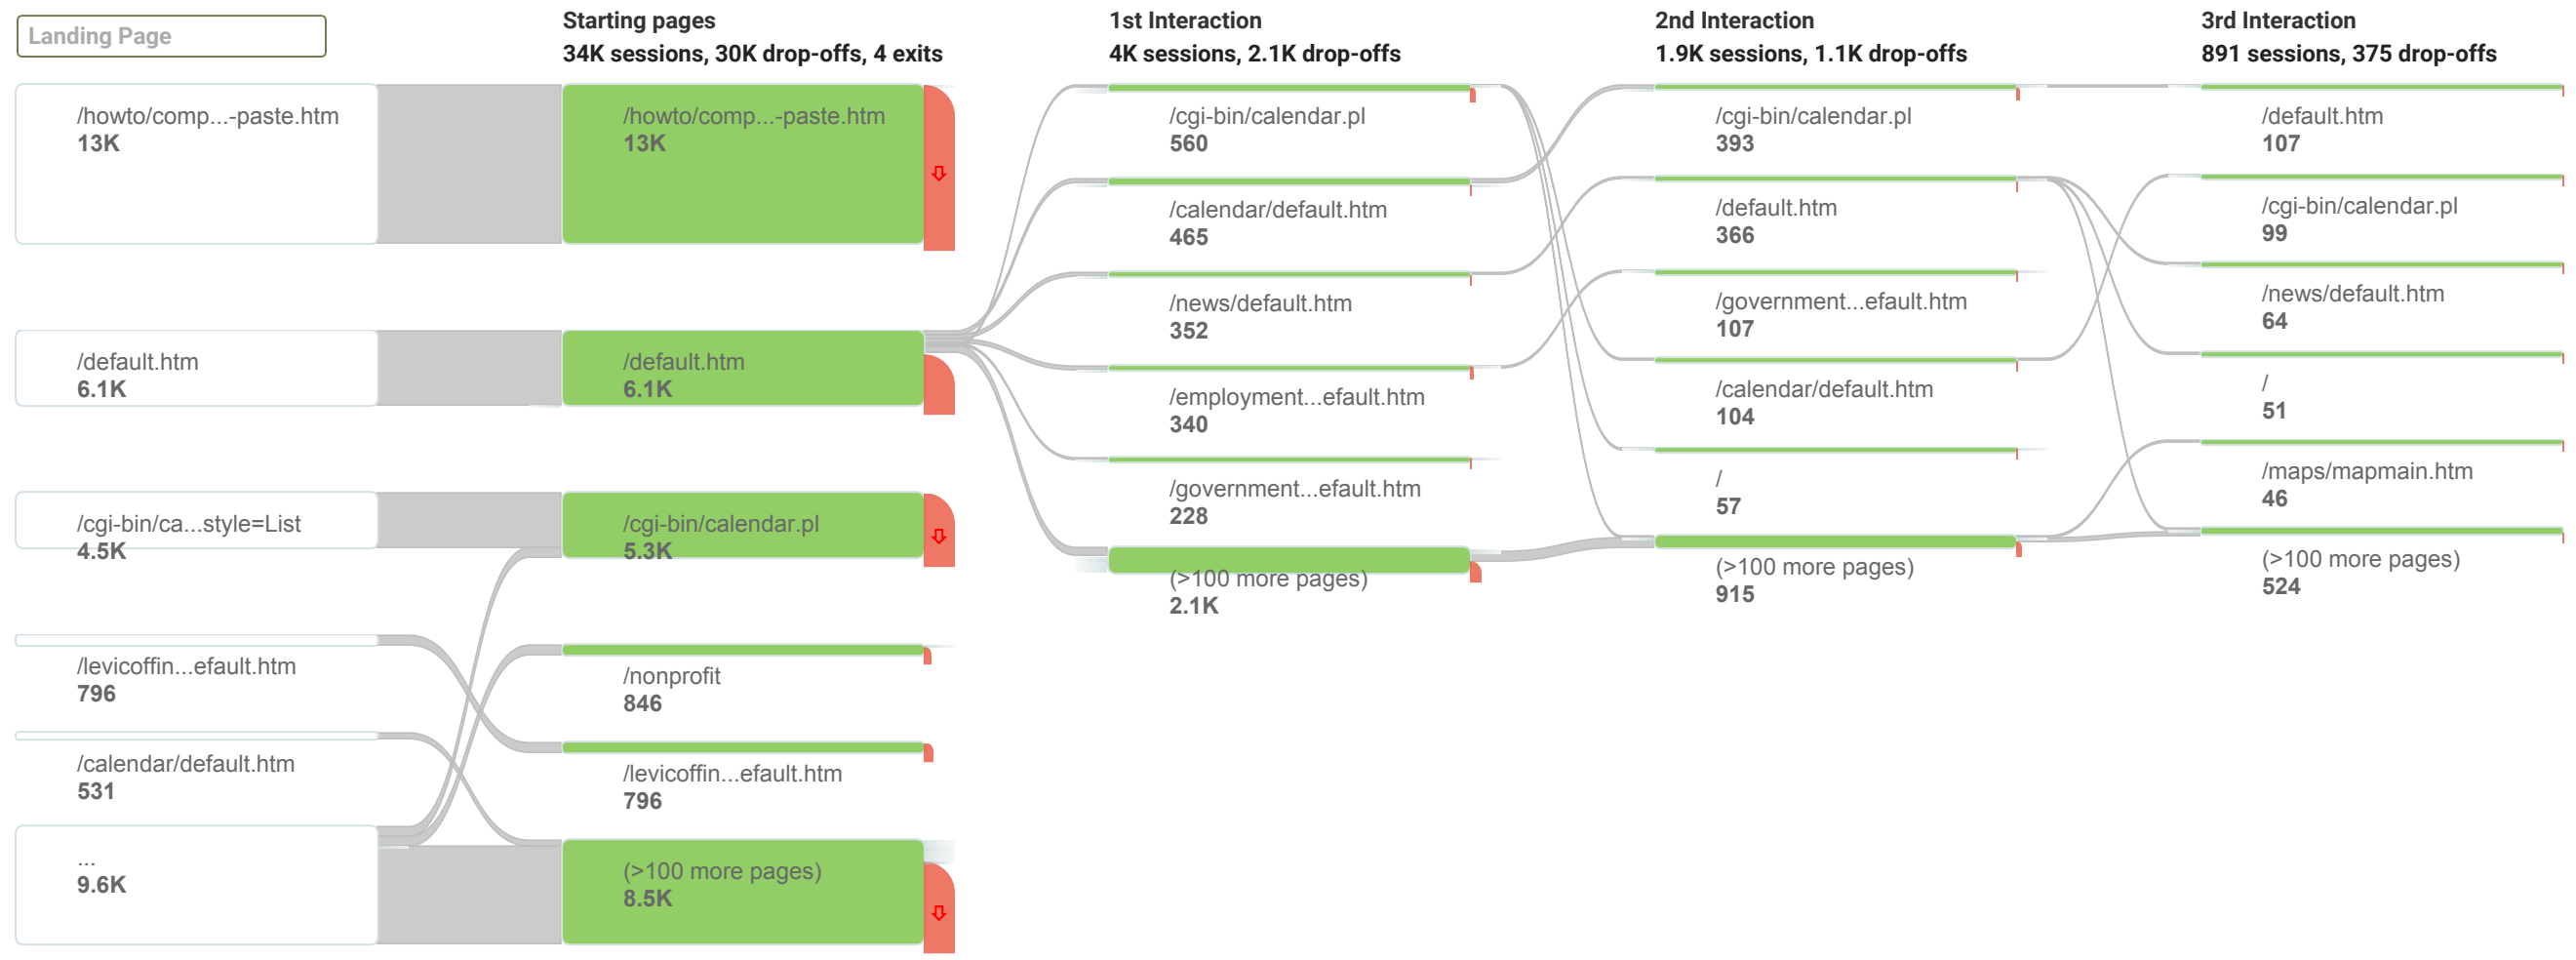 Landing Page
Starting pages
34K sessions, 30K drop-offs, 4 exits
1st Interaction
4K sessions, 2.1K drop-offs
2nd Interaction
1.9K sessions, 1.1K drop-offs
3rd Interaction
891 sessions, 375 drop-offs
/howto/comp...-paste.htm
13K
/default.htm
6.1K
/cgi-bin/ca...style=List
4.5K
/levicoffin...efault.htm
796
/calendar/default.htm
531
...
9.6K
/howto/comp...-paste.htm
13K
/default.htm
6.1K
/cgi-bin/calendar.pl
5.3K
/nonprofit
846
/levicoffin...efault.htm
796
(>100 more pages)
8.5K
/cgi-bin/calendar.pl
560
/calendar/default.htm
465
/news/default.htm
352
/employment...efault.htm
340
/government...efault.htm
228
(>100 more pages)
2.1K
/cgi-bin/calendar.pl
393
/default.htm
366
/government...efault.htm
107
/calendar/default.htm
104
/
57
(>100 more pages)
915
/default.htm
107
/cgi-bin/calendar.pl
99
/news/default.htm
64
/
51
/maps/mapmain.htm
46
(>100 more pages)
524